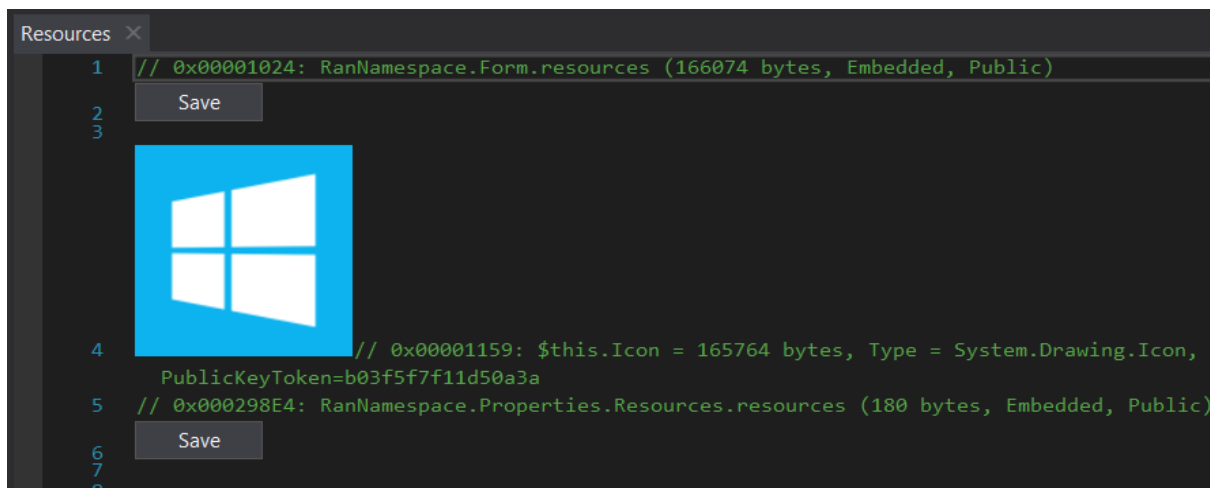 Resources ×
1 // 0x00001024: RanNamespace.Form.resources (166074 bytes, Embedded, Public)
Save
2
3
4 // 0x00001159: $this.Icon = 165764 bytes, Type = System.Drawing.Icon,
PublicKeyToken=b03f5f7f11d50a3a
5 // 0x000298E4: RanNamespace.Properties.Resources.resources (180 bytes, Embedded, Public)
Save
6
7